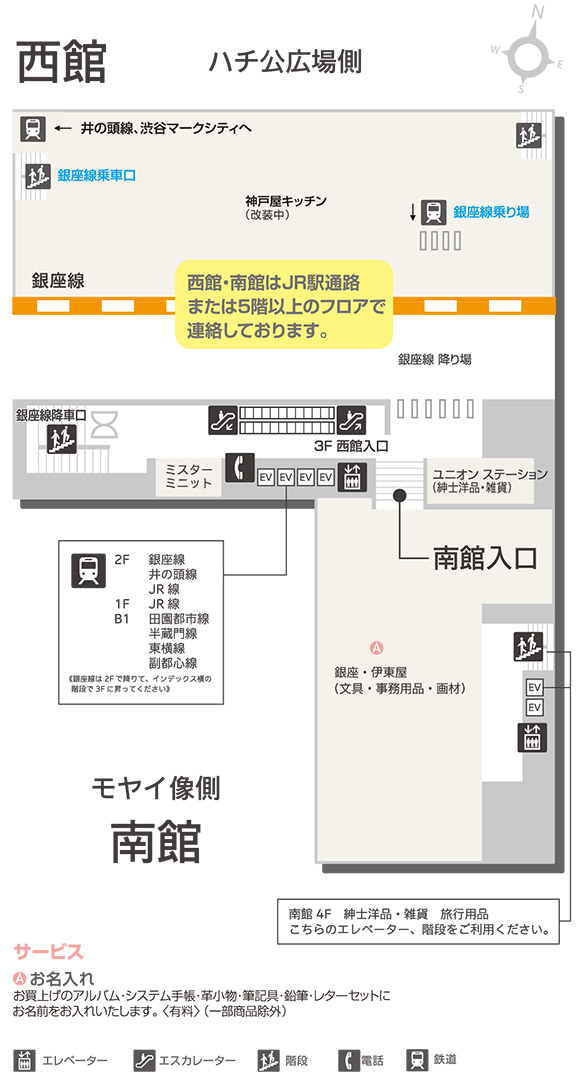 西館
ハチ公広場側
N
W
E
S
← 井の頭線、渋谷マークシティへ
銀座線乗車口
神戸屋キッチン
(改装中)
↓
銀座線乗り場
銀座線
西館・南館はJR駅通路
または5階以上のフロアで
連絡しております。
銀座線 降り場
銀座線降車口
3F 西館入口
ミスター
ミニット
EV EV EV EV
ユニオン ステーション
(紳士洋品・雑貨)
南館入口
2F 銀座線
井の頭線
JR 線
1F JR 線
B1 田園都市線
半蔵門線
東横線
副都心線
《銀座線は2Fで降りて、インデックス横の
階段で3Fに昇ってください》
A
銀座・伊東屋
(文具・事務用品・画材)
EV
EV
モヤイ像側
南館
南館 4F 紳士洋品・雑貨 旅行用品
こちらのエレベーター、階段をご利用ください。
サービス
A お名入れ
お買上げのアルバム・システム手帳・革小物・筆記具・鉛筆・レターセットに
お名前をお入れいたします。〈有料〉(一部商品除外)
エレベーター エスカレーター 階段 電話 鉄道